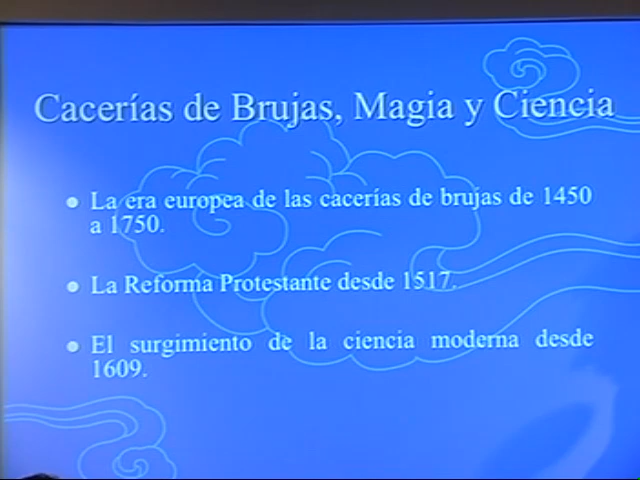 Cacerías de Brujas, Magia y Ciencia
La era europea de las cacerías de brujas de 1450
a 1750.
La Reforma Protestante desde 1517.
El surgimiento de la ciencia moderna desde
1609.